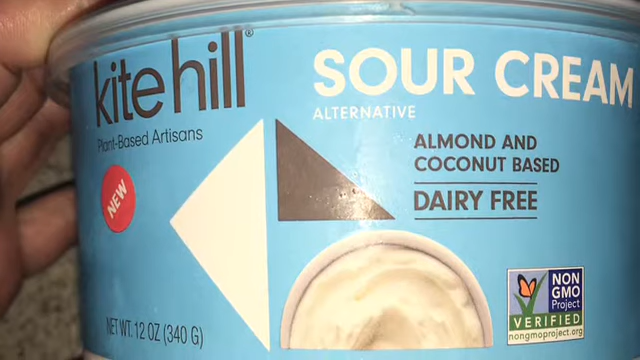 kite hill®
Plant-Based Artisans
NEW
SOUR CREAM
ALTERNATIVE
ALMOND AND
COCONUT BASED
DAIRY FREE
NET WT. 12 OZ (340 G)
NON
GMO
Project
VERIFIED
nongmoproject.org